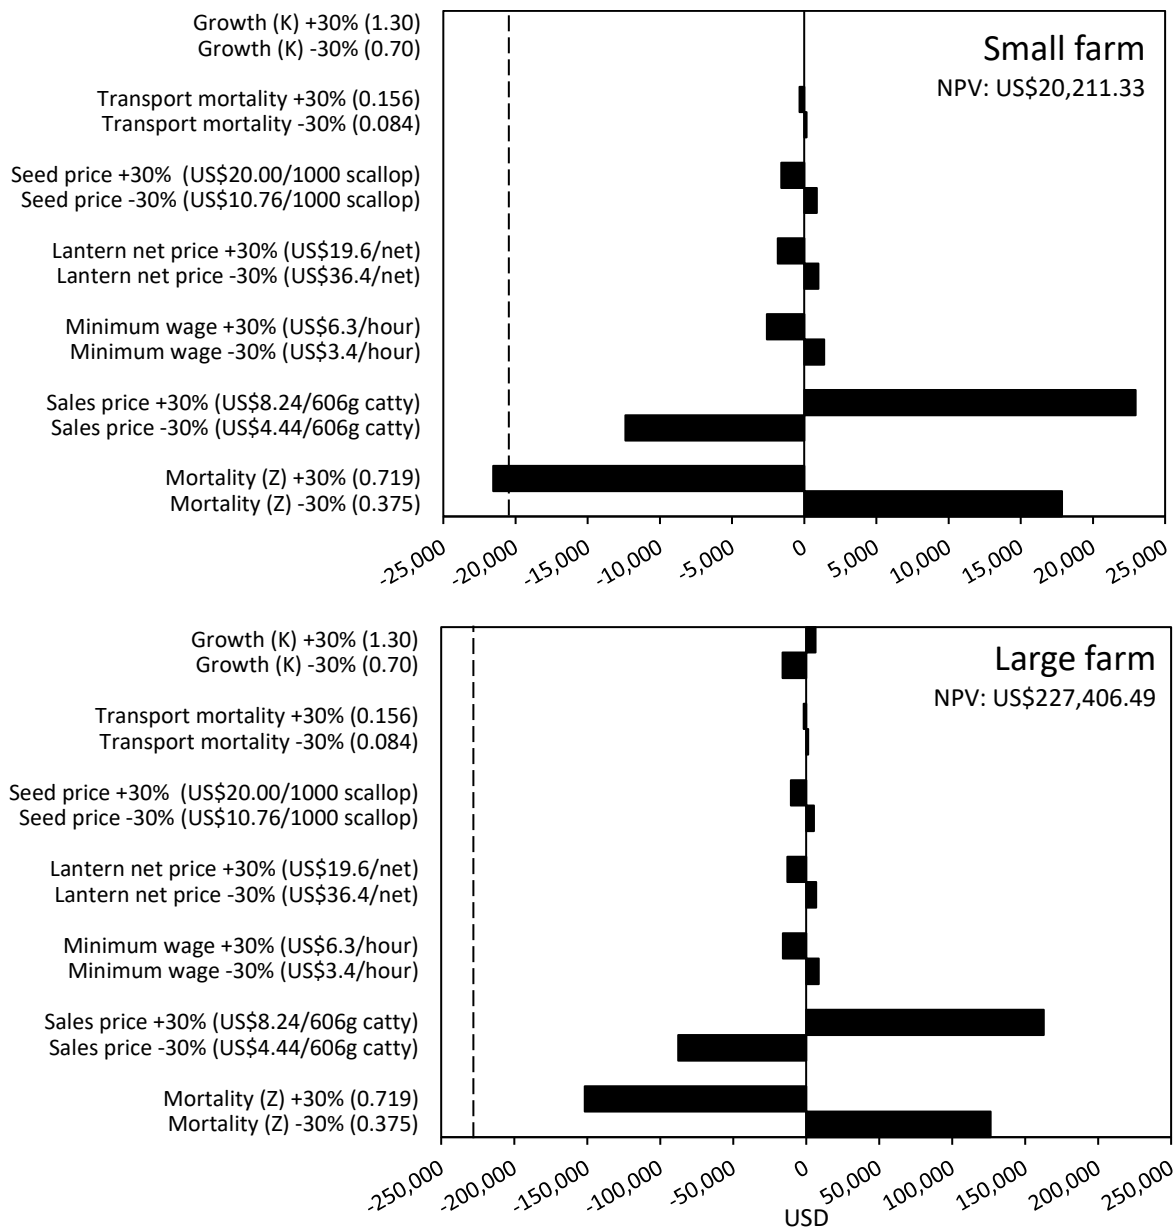 Growth (K) +30% (1.30)
Growth (K) -30% (0.70)
Transport mortality +30% (0.156)
Transport mortality -30% (0.084)
Seed price +30%  (US$20.00/1000 scallop)
Seed price -30% (US$10.76/1000 scallop)
Lantern net price +30% (US$19.6/net)
Lantern net price -30% (US$36.4/net)
Minimum wage +30% (US$6.3/hour)
Minimum wage -30% (US$3.4/hour)
Sales price +30% (US$8.24/606g catty)
Sales price -30% (US$4.44/606g catty)
Mortality (Z) +30% (0.719)
Mortality (Z) -30% (0.375)
Small farm
NPV: US$20,211.33
-25,000 -20,000 -15,000 -10,000 -5,000 0 5,000 10,000 15,000 20,000 25,000
Growth (K) +30% (1.30)
Growth (K) -30% (0.70)
Transport mortality +30% (0.156)
Transport mortality -30% (0.084)
Seed price +30%  (US$20.00/1000 scallop)
Seed price -30% (US$10.76/1000 scallop)
Lantern net price +30% (US$19.6/net)
Lantern net price -30% (US$36.4/net)
Minimum wage +30% (US$6.3/hour)
Minimum wage -30% (US$3.4/hour)
Sales price +30% (US$8.24/606g catty)
Sales price -30% (US$4.44/606g catty)
Mortality (Z) +30% (0.719)
Mortality (Z) -30% (0.375)
Large farm
NPV: US$227,406.49
-250,000 -200,000 -150,000 -100,000 -50,000 0 50,000 100,000 150,000 200,000 250,000
USD